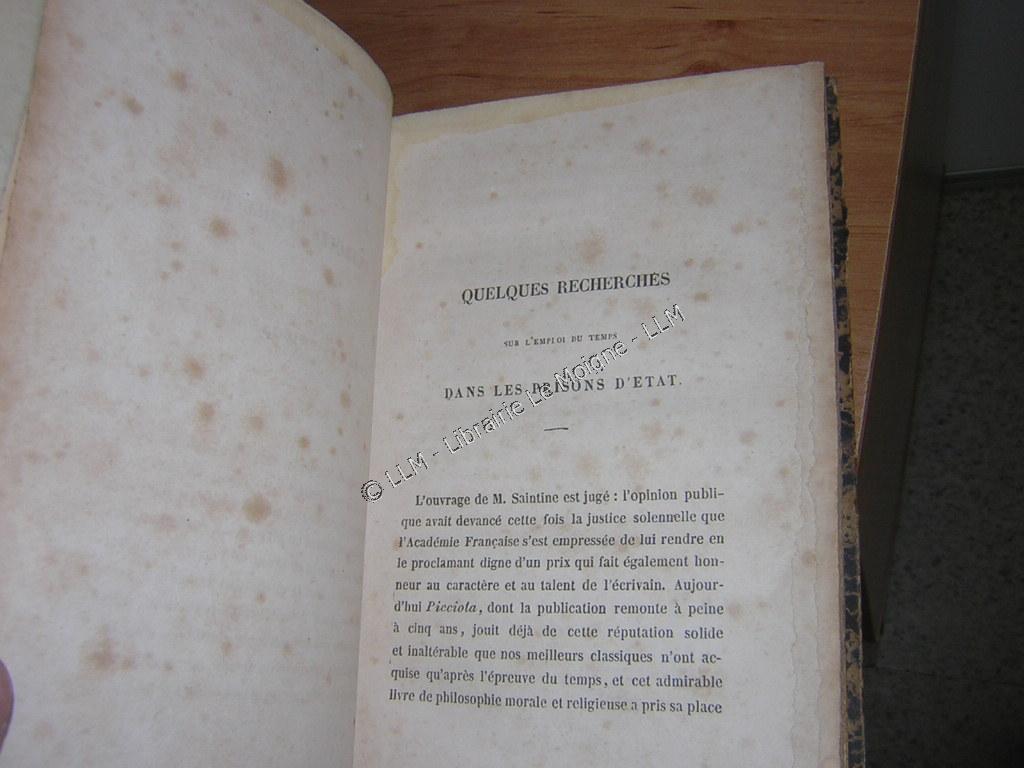 QUELQUES RECHERCHES
SUR L'EMPLOI DU TEMPS
DANS LES PRISONS D'ETAT.
© LLM - Librairie Le Moigne - LLM
L'ouvrage de M. Saintine est jugé : l'opinion publi-
que avait devancé cette fois la justice solennelle que
l'Académie Française s'est empressée de lui rendre en
le proclamant digne d'un prix qui fait également hon-
neur au caractère et au talent de l'écrivain. Aujour-
d'hui Picciola, dont la publication remonte à peine
à cinq ans, jouit déjà de cette réputation solide
et inaltérable que nos meilleurs classiques n'ont ac-
quise qu'après l'épreuve du temps, et cet admirable
livre de philosophie morale et religieuse a pris sa place